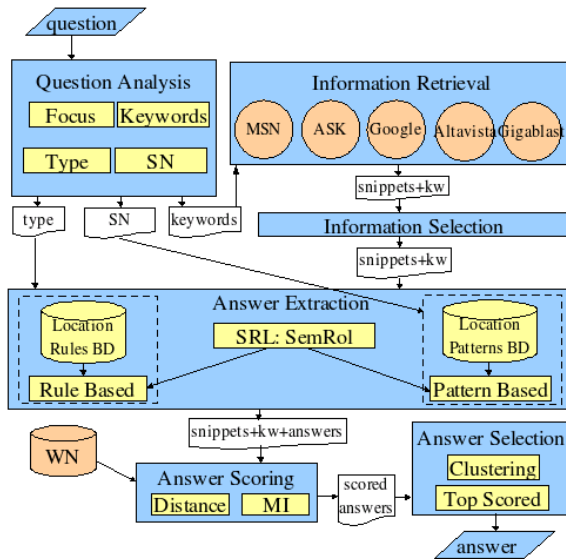 question
Question Analysis
Focus
Keywords
Type
SN
Information Retrieval
MSN
ASK
Google
Altavista
Gigablast
type
SN
keywords
snippets+kw
Information Selection
snippets+kw
Answer Extraction
Location
Rules BD
Rule Based
SRL: SemRol
Location
Patterns BD
Pattern Based
snippets+kw+answers
WN
Answer Scoring
Distance
MI
scored
answers
Answer Selection
Clustering
Top Scored
answer